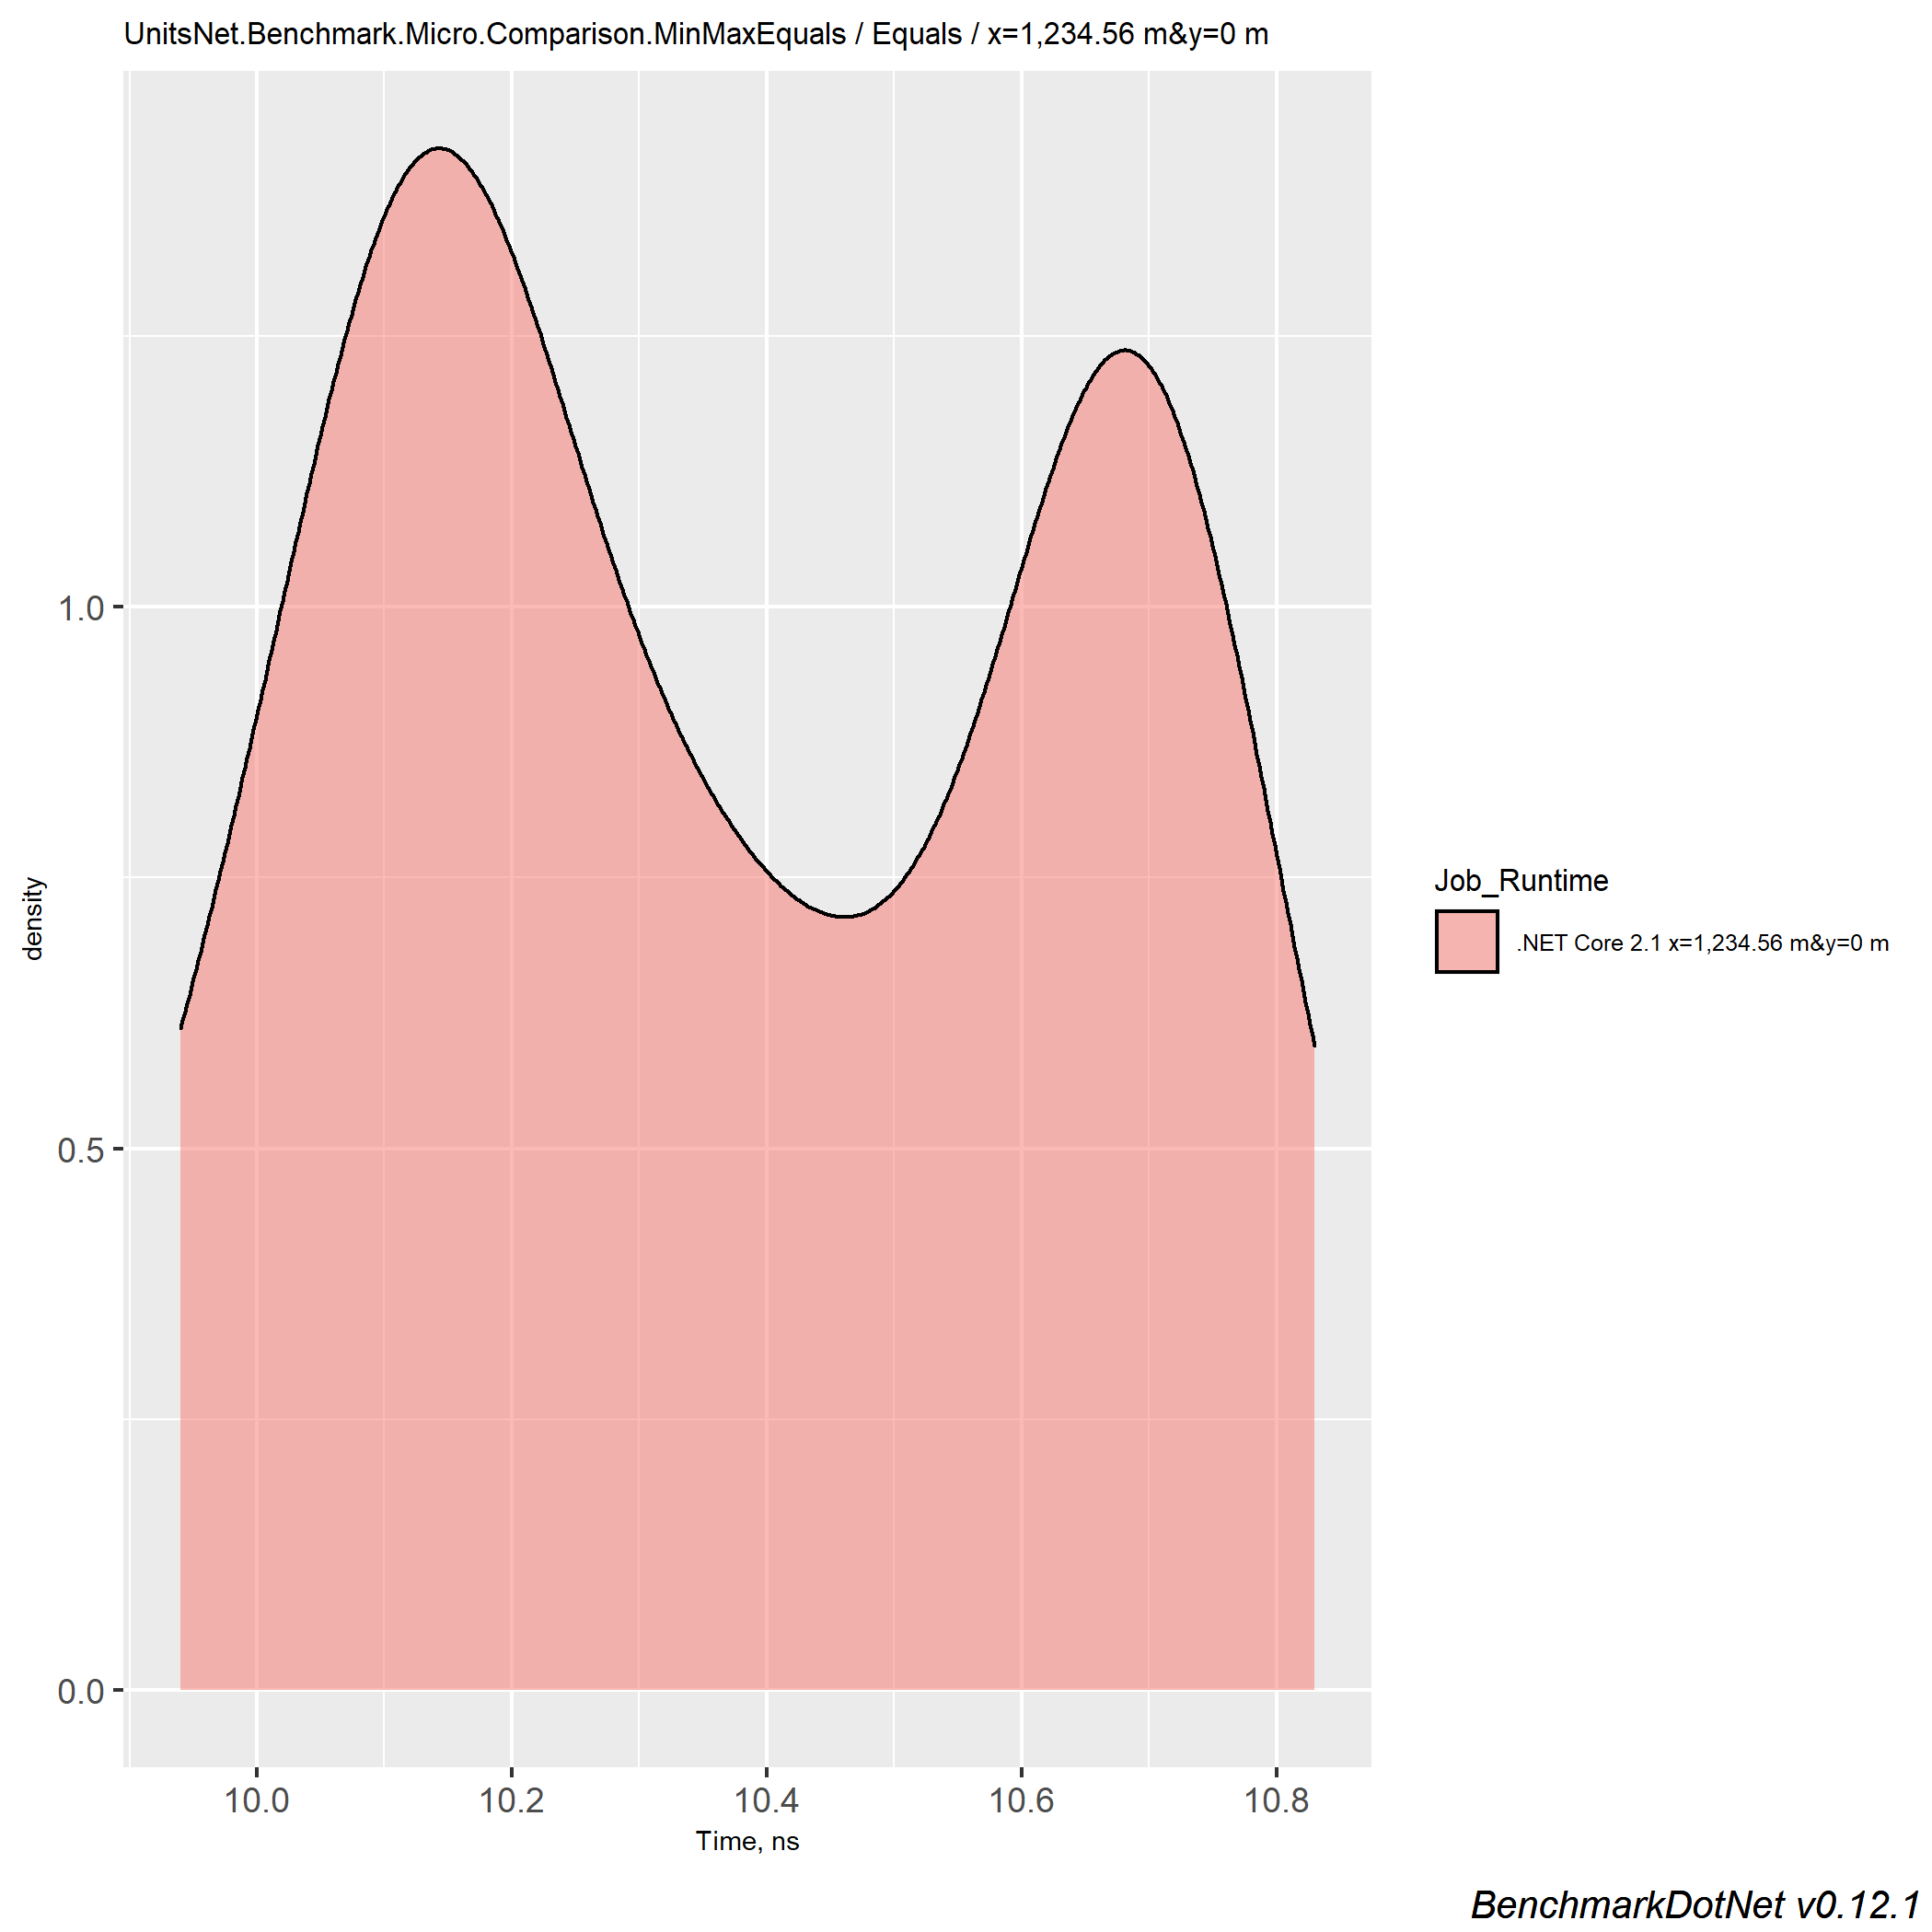 UnitsNet.Benchmark.Micro.Comparison.MinMaxEquals / Equals / x=1,234.56 m&y=0 m
density
1.0
0.5
0.0
10.0 10.2 10.4 10.6 10.8
Time, ns
Job_Runtime
.NET Core 2.1 x=1,234.56 m&y=0 m
BenchmarkDotNet v0.12.1